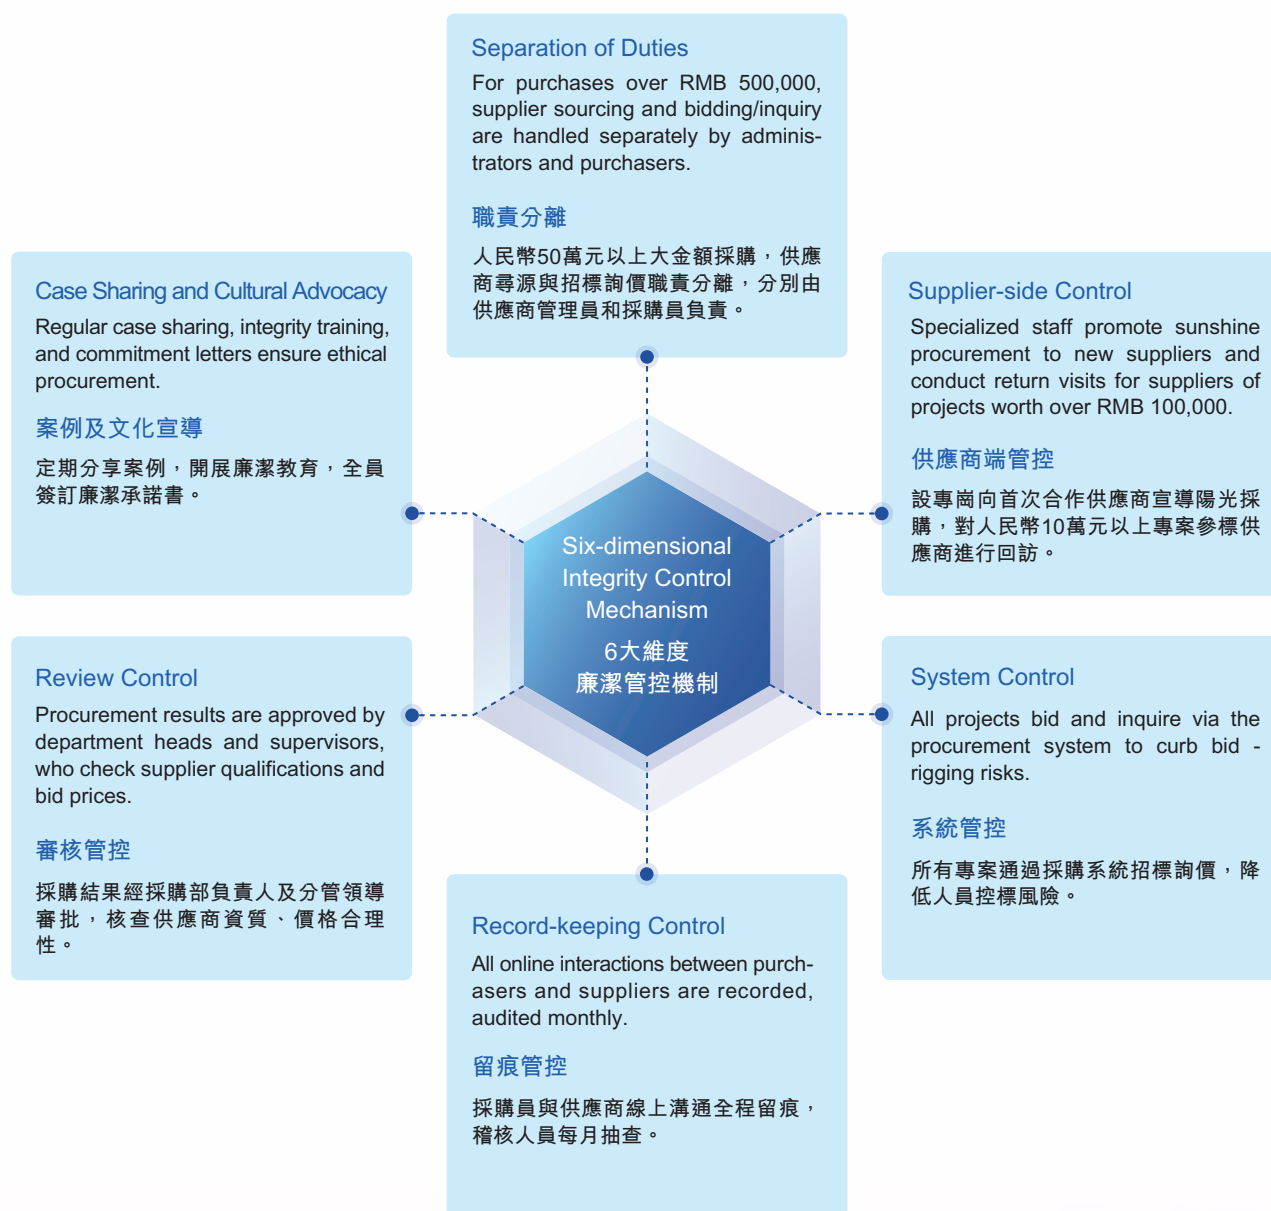 Separation of Duties
For purchases over RMB 500,000,
supplier sourcing and bidding/inquiry
are handled separately by adminis-
trators and purchasers.
職責分離
人民幣50萬元以上大金額採購，供應
商尋源與招標詢價職責分離，分別由
供應商管理員和採購員負責。
Case Sharing and Cultural Advocacy
Regular case sharing, integrity training,
and commitment letters ensure ethical
procurement.
案例及文化宣導
定期分享案例，開展廉潔教育，全員
簽訂廉潔承諾書。
Supplier-side Control
Specialized staff promote sunshine
procurement to new suppliers and
conduct return visits for suppliers of
projects worth over RMB 100,000.
供應商端管控
設專崗向首次合作供應商宣導陽光採
購，對人民幣10萬元以上專案參標供
應商進行回訪。
Six-dimensional
Integrity Control
Mechanism
6大維度
廉潔管控機制
Review Control
Procurement results are approved by
department heads and supervisors,
who check supplier qualifications and
bid prices.
審核管控
採購結果經採購部負責人及分管領導
審批，核查供應商資質、價格合理
性。
System Control
All projects bid and inquire via the
procurement system to curb bid -
rigging risks.
系統管控
所有專案通過採購系統招標詢價，降
低人員控標風險。
Record-keeping Control
All online interactions between purch-
asers and suppliers are recorded,
audited monthly.
留痕管控
採購員與供應商線上溝通全程留痕，
稽核人員每月抽查。